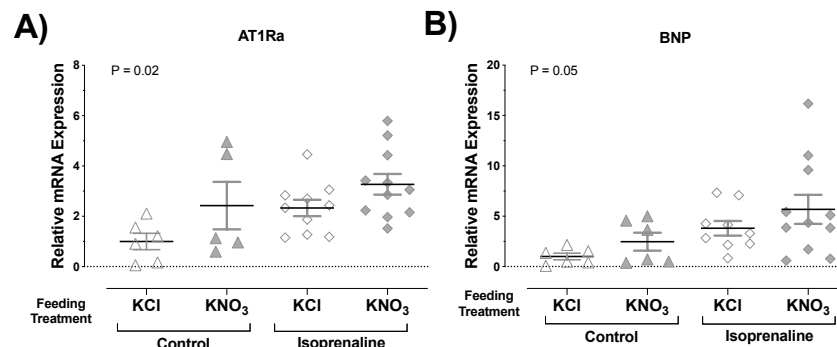 A)
AT1Ra
P = 0.02
Relative mRNA Expression
8
6
4
2
0
Feeding
Treatment
KCl
KNO3
KCl
KNO3
Control
Isoprenaline
B)
BNP
P = 0.05
Relative mRNA Expression
20
15
10
5
0
Feeding
Treatment
KCl
KNO3
KCl
KNO3
Control
Isoprenaline